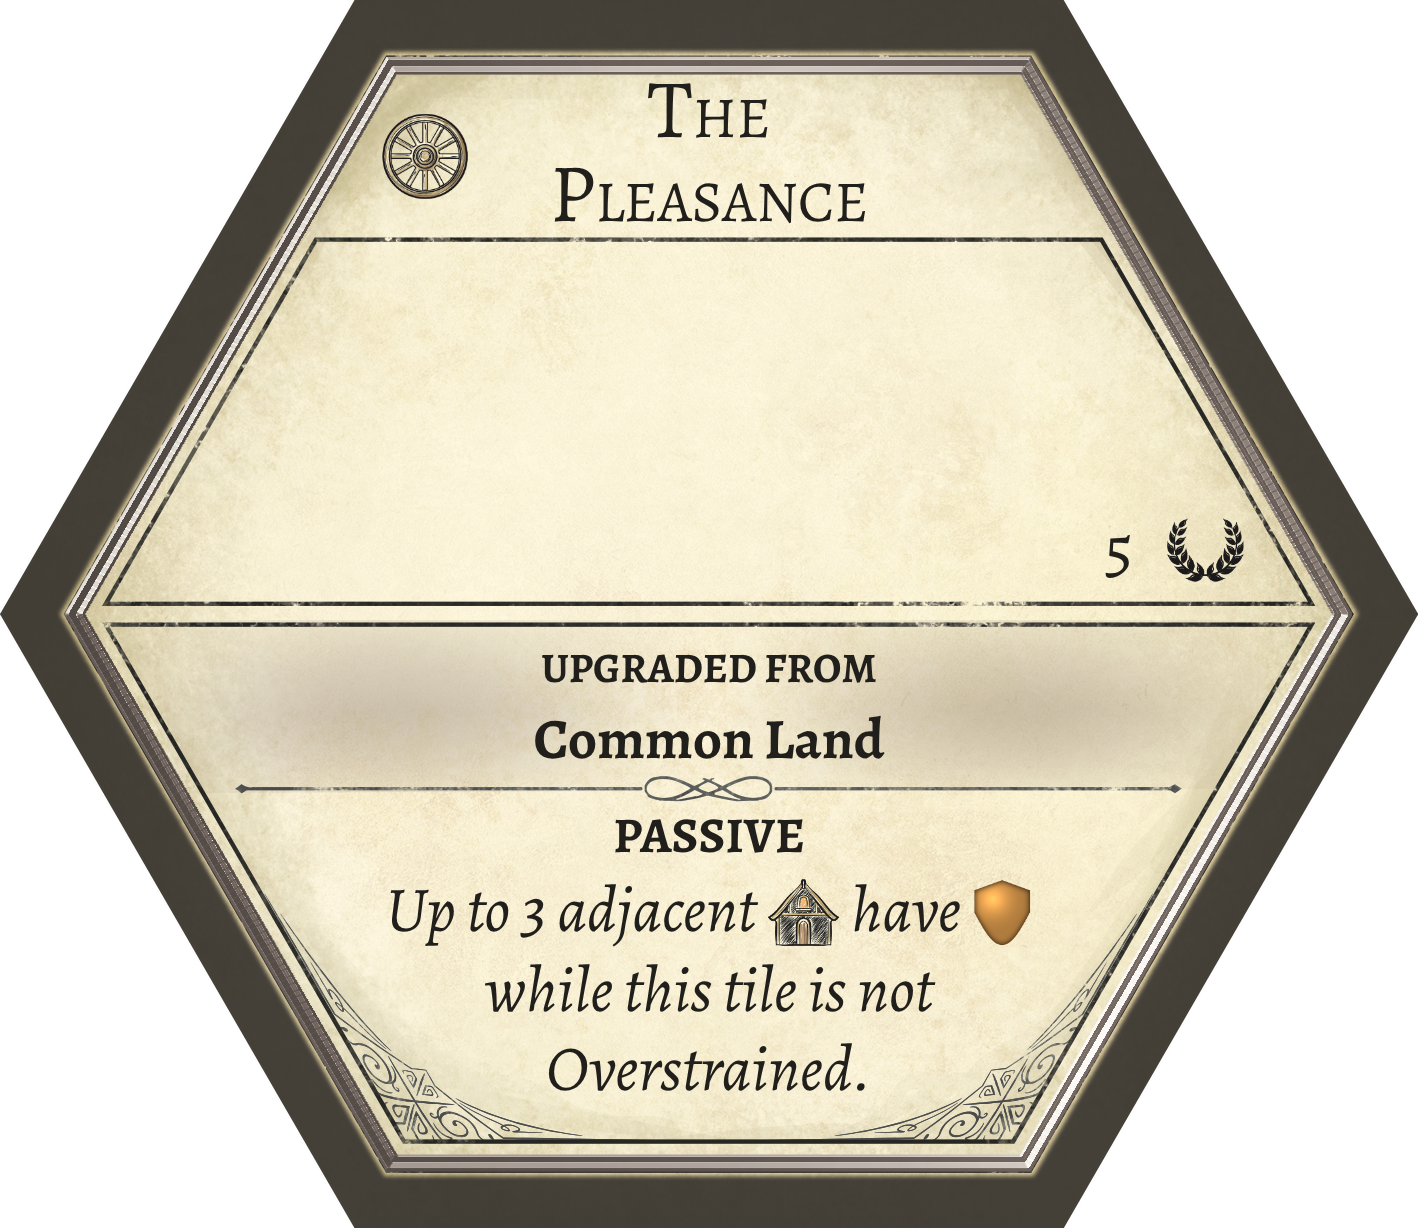 The
Pleasance
5
UPGRADED FROM
Common Land
PASSIVE
Up to 3 adjacent have
while this tile is not
Overstrained.